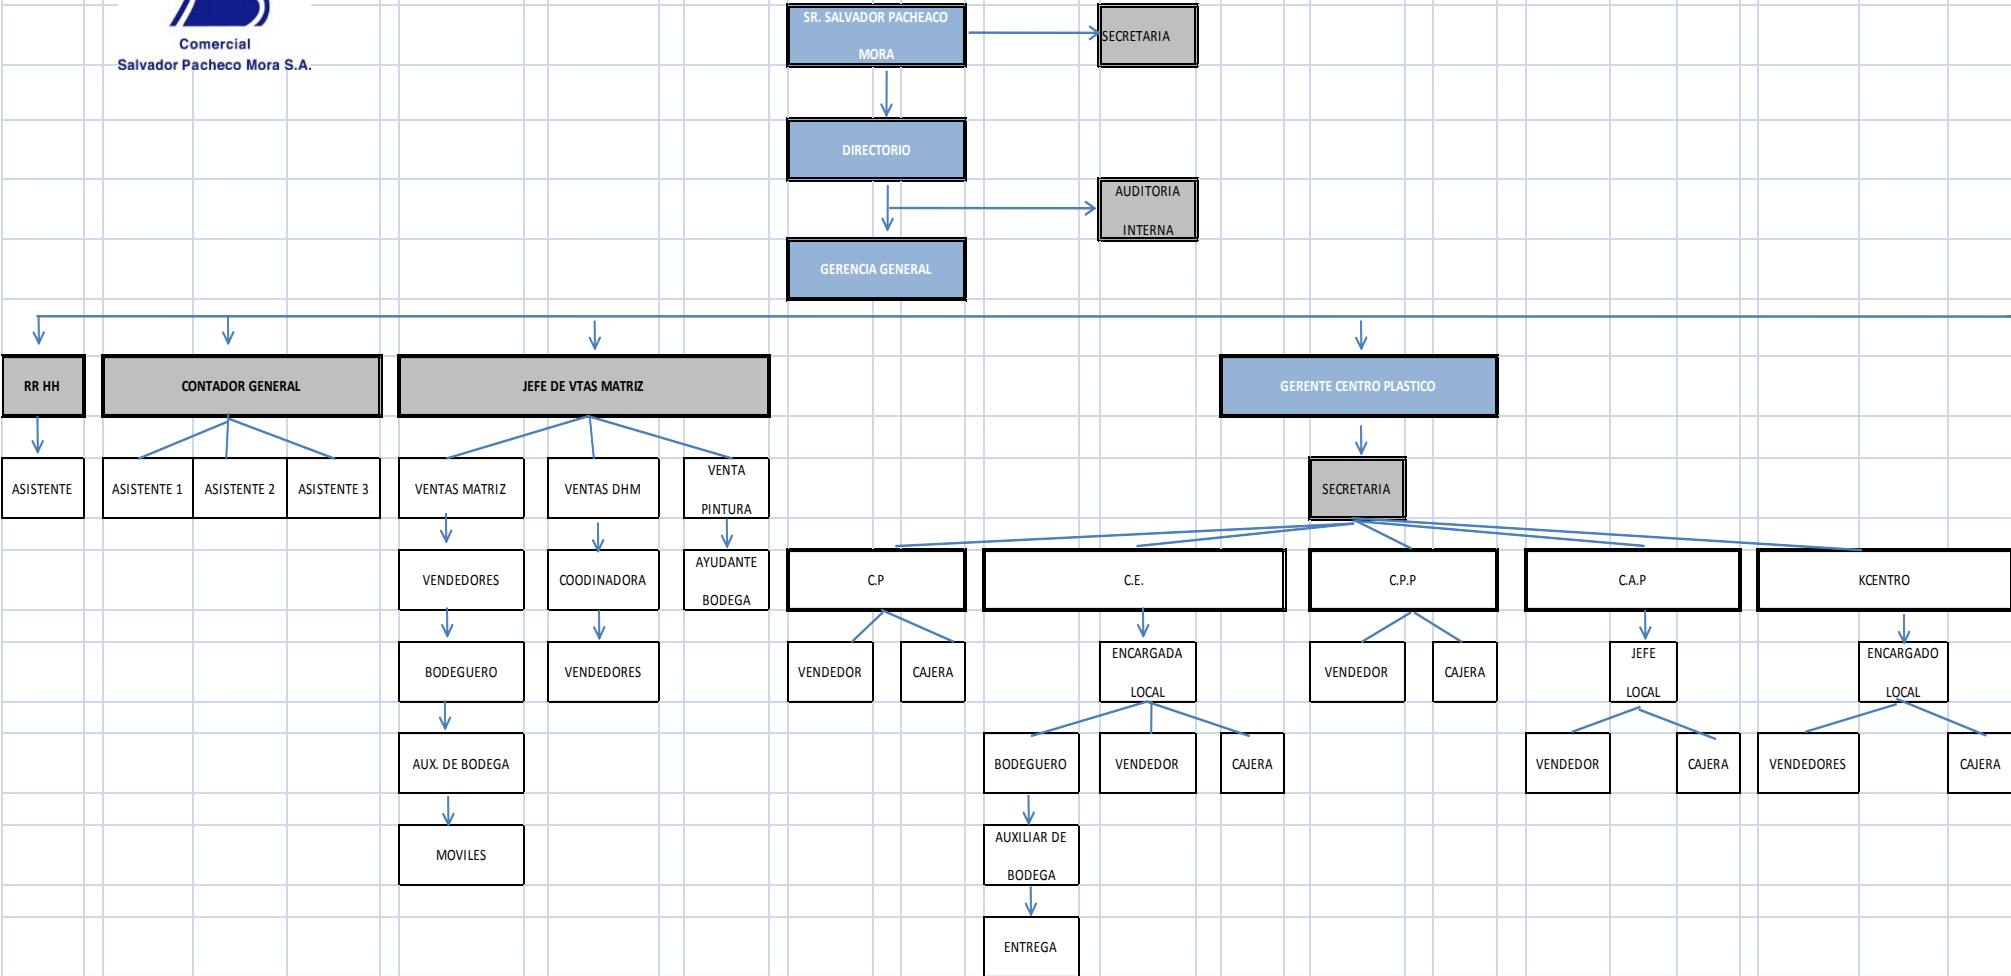 Comercial
Salvador Pacheco Mora S.A.
SR. SALVADOR PACHEACO
MORA
SECRETARIA
DIRECTORIO
AUDITORIA
INTERNA
GERENCIA GENERAL
RR HH
CONTADOR GENERAL
JEFE DE VTAS MATRIZ
GERENTE CENTRO PLASTICO
ASISTENTE
ASISTENTE 1
ASISTENTE 2
ASISTENTE 3
VENTAS MATRIZ
VENTAS DHM
VENTA
PINTURA
SECRETARIA
VENDEDORES
COODINADORA
AYUDANTE
BODEGA
C.P
C.E.
C.P.P
C.A.P
KCENTRO
BODEGUERO
VENDEDORES
VENDEDOR
CAJERA
ENCARGADA
LOCAL
VENDEDOR
CAJERA
JEFE
LOCAL
ENCARGADO
LOCAL
AUX. DE BODEGA
BODEGUERO
VENDEDOR
CAJERA
VENDEDOR
CAJERA
VENDEDORES
CAJERA
MOVILES
AUXILIAR DE
BODEGA
ENTREGA